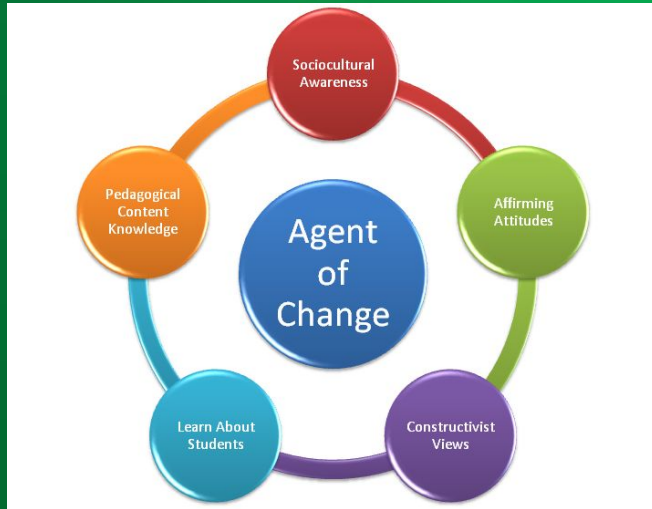 Sociocultural
Awareness
Affirming
Attitudes
Constructivist
Views
Learn About
Students
Pedagogical
Content
Knowledge
Agent
of
Change